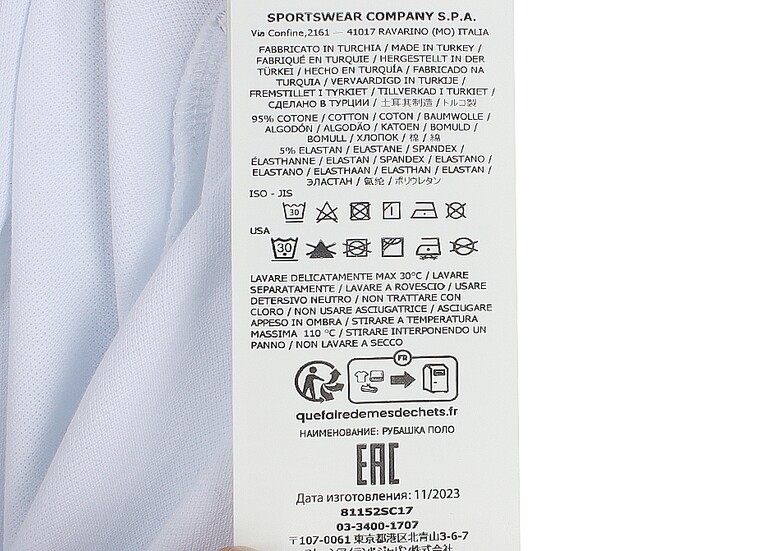 SPORTSWEAR COMPANY S.P.A.
Via Confine,2161 — 41017 RAVARINO (MO) ITALIA
FABBRICATO IN TURCHIA / MADE IN TURKEY /
FABRIQUÉ EN TURQUIE / HERGESTELLT IN DER
TÜRKEI / HECHO EN TURQUÍA / FABRICADO NA
TURQUIA / VERVAARDIGD IN TURKIJE /
FREMSTILLET I TYRKIET / TILLVERKAD I TURKIET /
СДЕЛАНО В ТУРЦИИ / 土耳其制造 / トルコ製
95% COTONE / COTTON / COTON / BAUMWOLLE /
ALGODÓN / ALGODÃO / KATOEN / BOMULD /
BOMULL / ХЛОПОК / 棉 / 綿
5% ELASTAN / ELASTANE / SPANDEX /
ÉLASTHANNE / ELASTAN / SPANDEX / ELASTANO /
ELASTANO / ELASTHAAN / ELASTHAN / ELASTAN /
ЭЛАСТАН / 氨纶 / ポリウレタン
ISO - JIS
30
USA
30
LAVARE DELICATAMENTE MAX 30°C / LAVARE
SEPARATAMENTE / LAVARE A ROVESCIO / USARE
DETERSIVO NEUTRO / NON TRATTARE CON
CLORO / NON USARE ASCIUGATRICE / ASCIUGARE
APPESO IN OMBRA / STIRARE A TEMPERATURA
MASSIMA 110 °C / STIRARE INTERPONENDO UN
PANNO / NON LAVARE A SECCO
FR
quefairedemesdechets.fr
НАИМЕНОВАНИЕ: РУБАШКА ПОЛО
EAC
Дата изготовления: 11/2023
81152SC17
03-3400-1707
〒107-0061 東京都港区北青山3-6-7